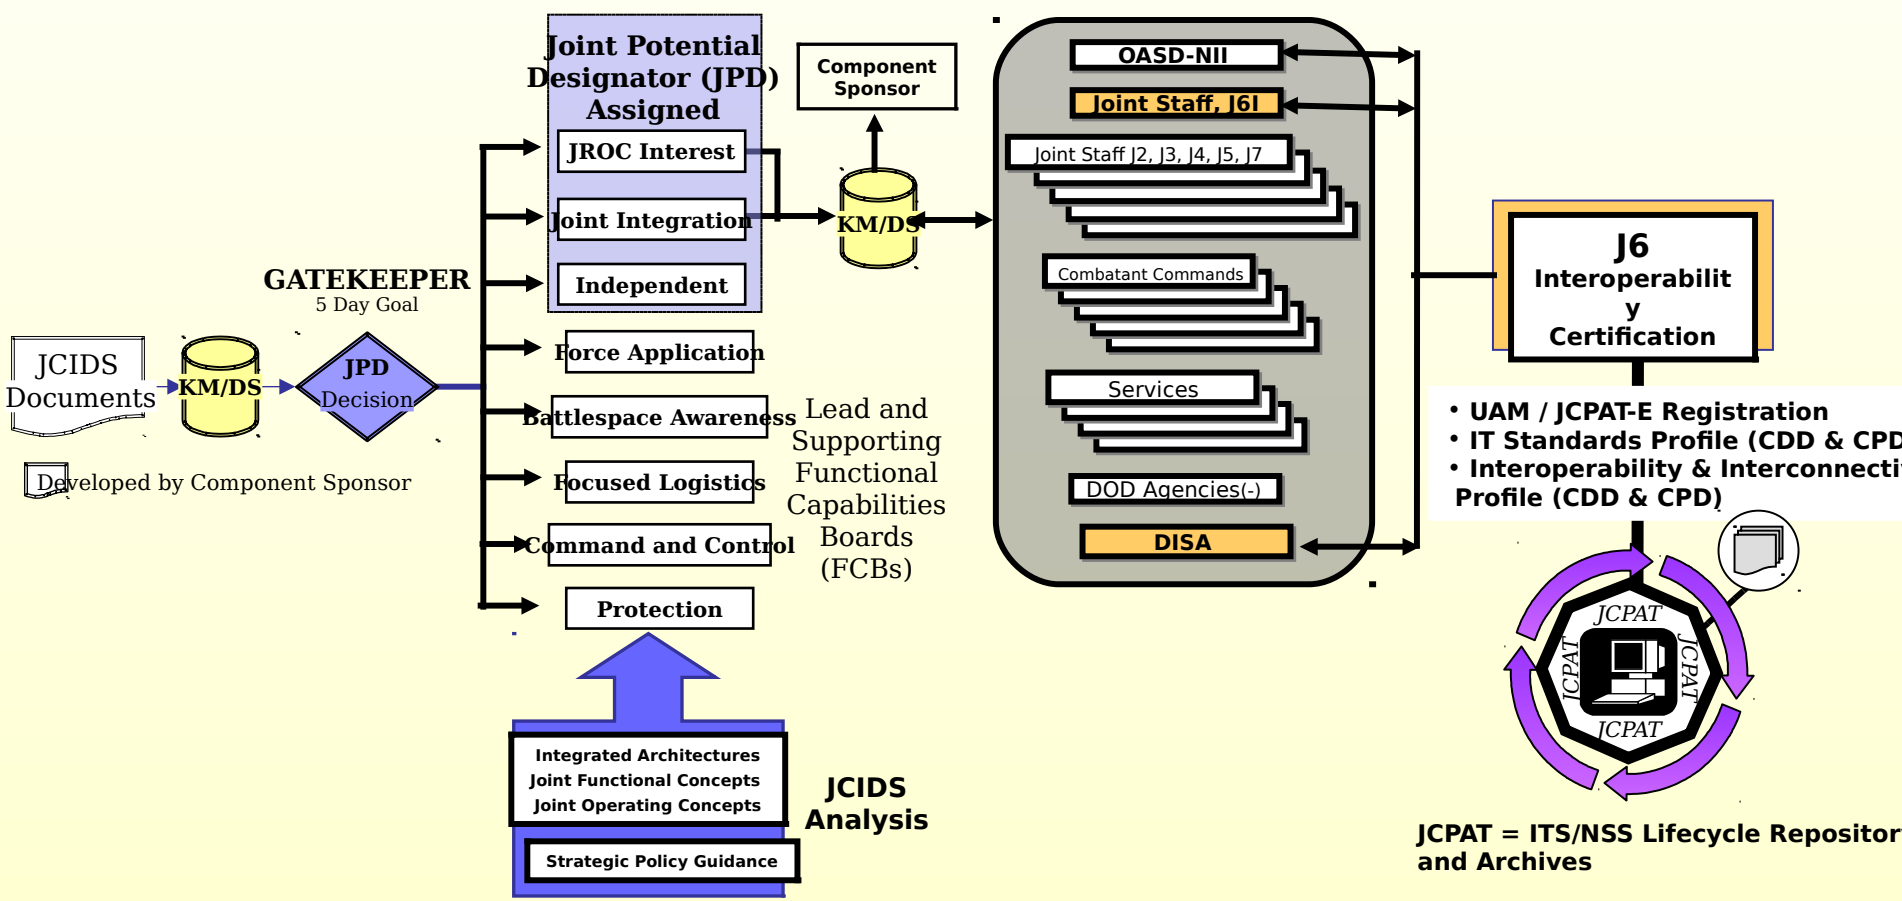 JCIDS
Documents
KM/DS
GATEKEEPER
5 Day Goal
JPD
Decision
Developed by Component Sponsor
Joint Potential
Designator (JPD)
Assigned
JROC Interest
Joint Integration
Independent
Force Application
Battlespace Awareness
Focused Logistics
Command and Control
Protection
Lead and
Supporting
Functional
Capabilities
Boards
(FCBs)
Integrated Architectures
Joint Functional Concepts
Joint Operating Concepts
Strategic Policy Guidance
JCIDS
Analysis
Component
Sponsor
KM/DS
OASD-NII
Joint Staff, J6I
Joint Staff J2, J3, J4, J5, J7
Combatant Commands
Services
DOD Agencies(-)
DISA
J6
Interoperabilit
y
Certification
• UAM / JCPAT-E Registration
• IT Standards Profile (CDD & CPD
• Interoperability & Interconnecti
Profile (CDD & CPD)
JCPAT
JCPAT
JCPAT
JCPAT
JCPAT = ITS/NSS Lifecycle Repositor
and Archives